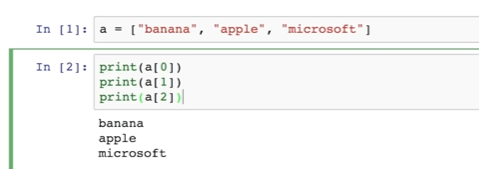 In [1]: a = ["banana", "apple", "microsoft"]
In [2]: print(a[0])
print(a[1])
print(a[2])
banana
apple
microsoft